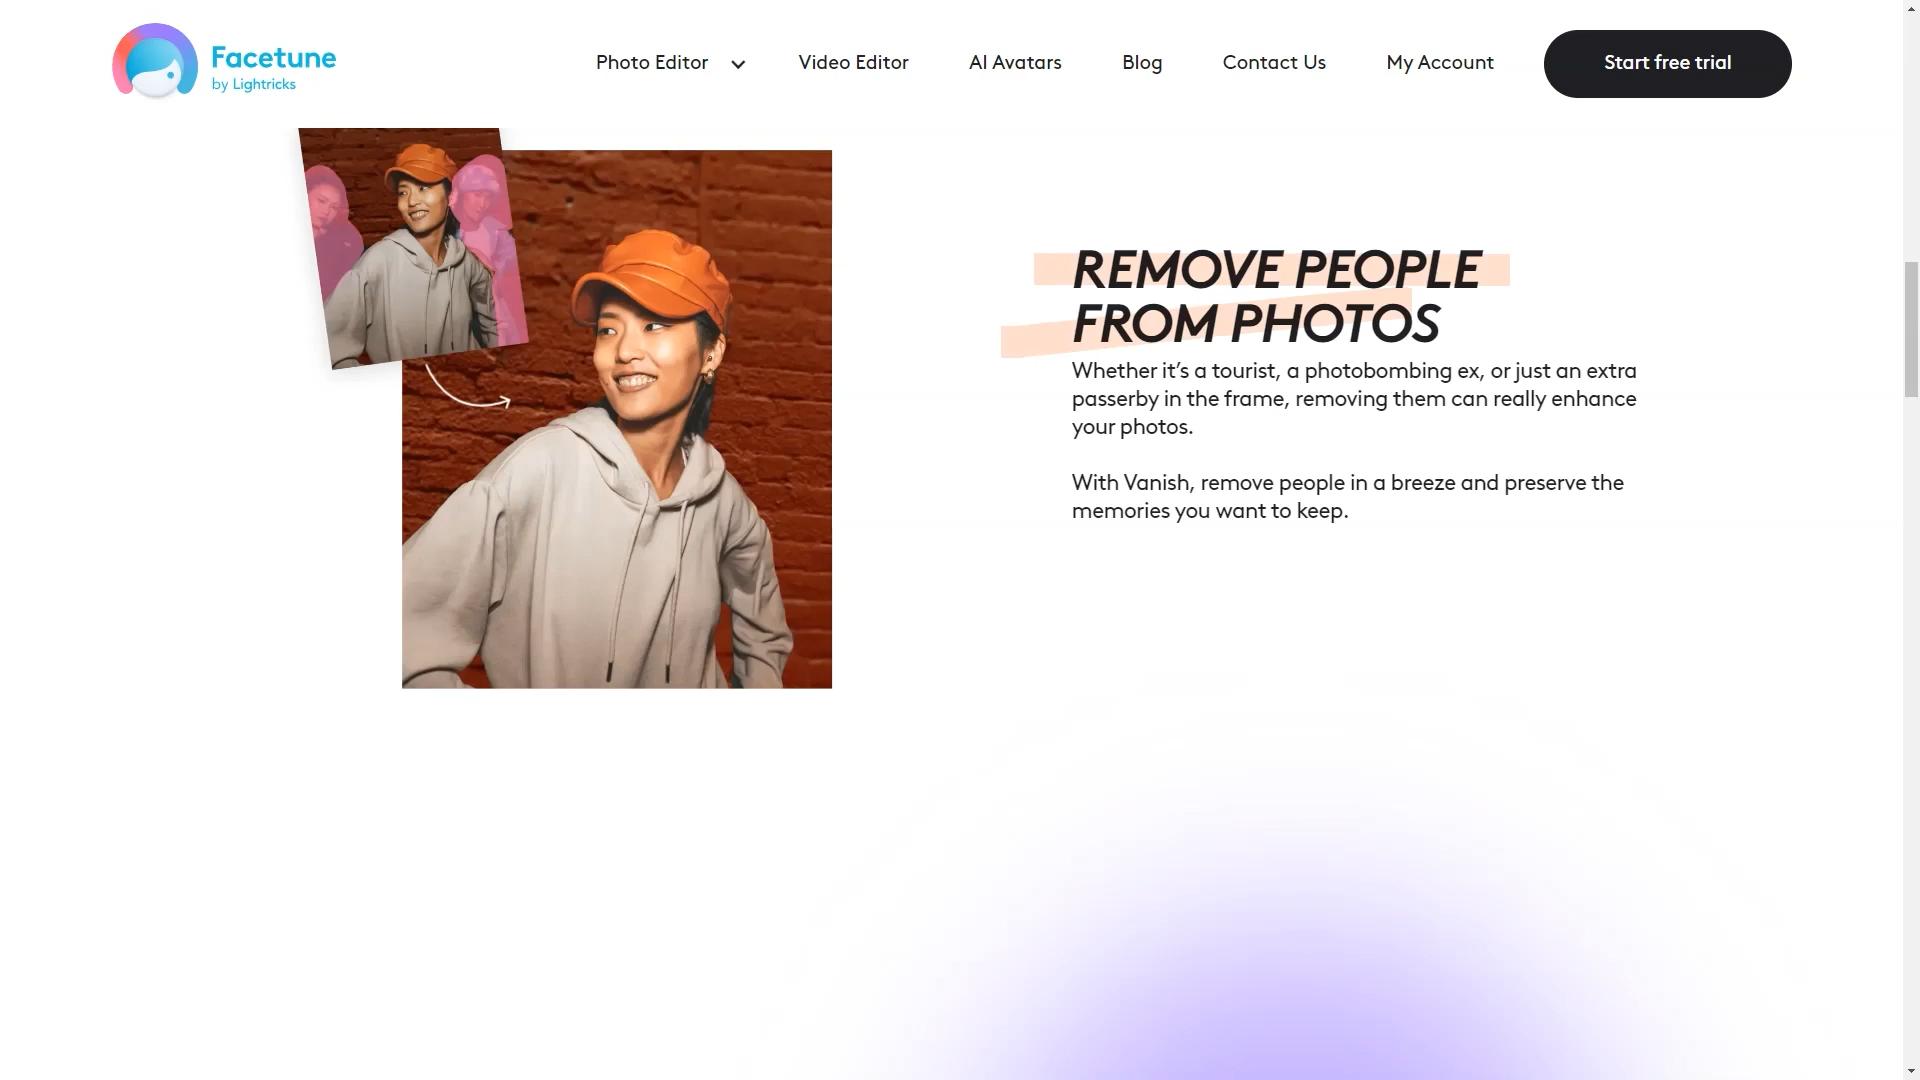 Facetune
by Lightricks
Photo Editor
Video Editor
AI Avatars
Blog
Contact Us
My Account
Start free trial
REMOVE PEOPLE
FROM PHOTOS
Whether it’s a tourist, a photobombing ex, or just an extra
passerby in the frame, removing them can really enhance
your photos.
With Vanish, remove people in a breeze and preserve the
memories you want to keep.